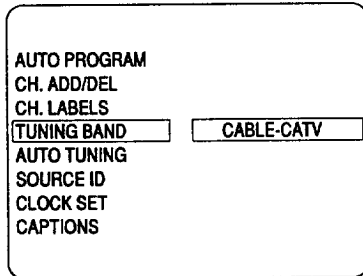 AUTO PROGRAM
CH. ADD/DEL
CH. LABELS
TUNING BAND CABLE-CATV
AUTO TUNING
SOURCE ID
CLOCK SET
CAPTIONS